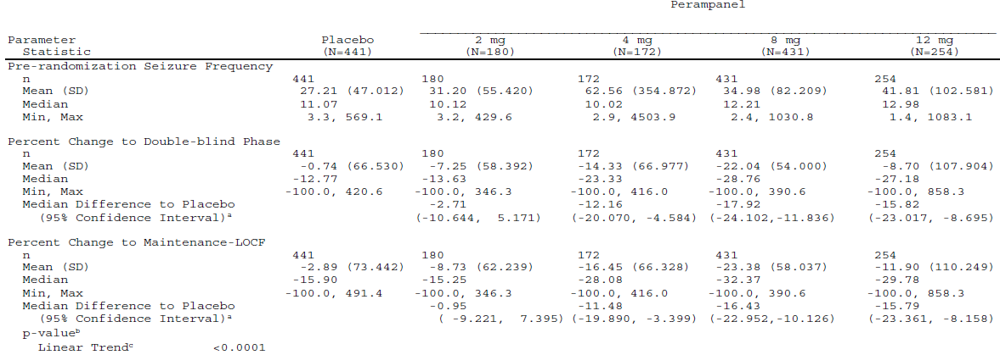 Perampanel
Parameter Placebo 2 mg 4 mg 8 mg 12 mg
Statistic (N=441) (N=180) (N=172) (N=431) (N=254)
Pre-randomization Seizure Frequency
n 441 180 172 431 254
Mean (SD) 27.21 (47.012) 31.20 (55.420) 62.56 (354.872) 34.98 (82.209) 41.81 (102.581)
Median 11.07 10.12 10.02 12.21 12.98
Min, Max 3.3, 569.1 3.2, 429.6 2.9, 4503.9 2.4, 1030.8 1.4, 1083.1
Percent Change to Double-blind Phase
n 441 180 172 431 254
Mean (SD) -0.74 (66.530) -7.25 (58.392) -14.33 (66.977) -22.04 (54.000) -8.70 (107.904)
Median -12.77 -13.63 -23.33 -28.76 -27.18
Min, Max -100.0, 420.6 -100.0, 346.3 -100.0, 416.0 -100.0, 390.6 -100.0, 858.3
Median Difference to Placebo -2.71 -12.16 -17.92 -15.82
(95% Confidence Interval)ᵃ (-10.644, 5.171) (-20.070, -4.584) (-24.102,-11.836) (-23.017, -8.695)
Percent Change to Maintenance-LOCF
n 441 180 172 431 254
Mean (SD) -2.89 (73.442) -8.73 (62.239) -16.45 (66.328) -23.38 (58.037) -11.90 (110.249)
Median -15.90 -15.25 -28.08 -32.37 -29.78
Min, Max -100.0, 491.4 -100.0, 346.3 -100.0, 416.0 -100.0, 390.6 -100.0, 858.3
Median Difference to Placebo -0.95 -11.48 -16.43 -15.79
(95% Confidence Interval)ᵃ ( -9.221, 7.395) (-19.890, -3.399) (-22.952,-10.126) (-23.361, -8.158)
p-valueᵇ
Linear Trendᶜ <0.0001